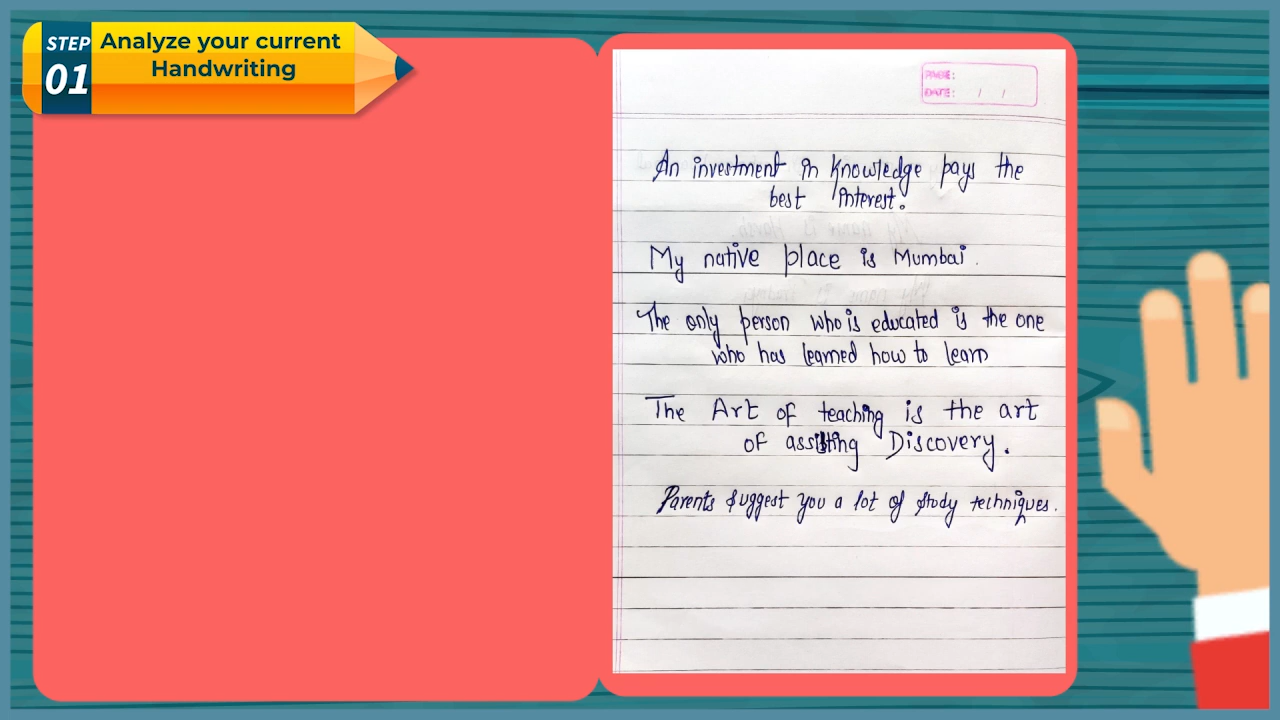 STEP
01
Analyze your current
Handwriting
PAGE:
DATE: / /
An investment in knowledge pays the
best interest.
My native place is Mumbai.
The only person who is educated is the one
who has learned how to learn
The Art of teaching is the art
of assisting Discovery.
Parents suggest you a lot of study techniques.